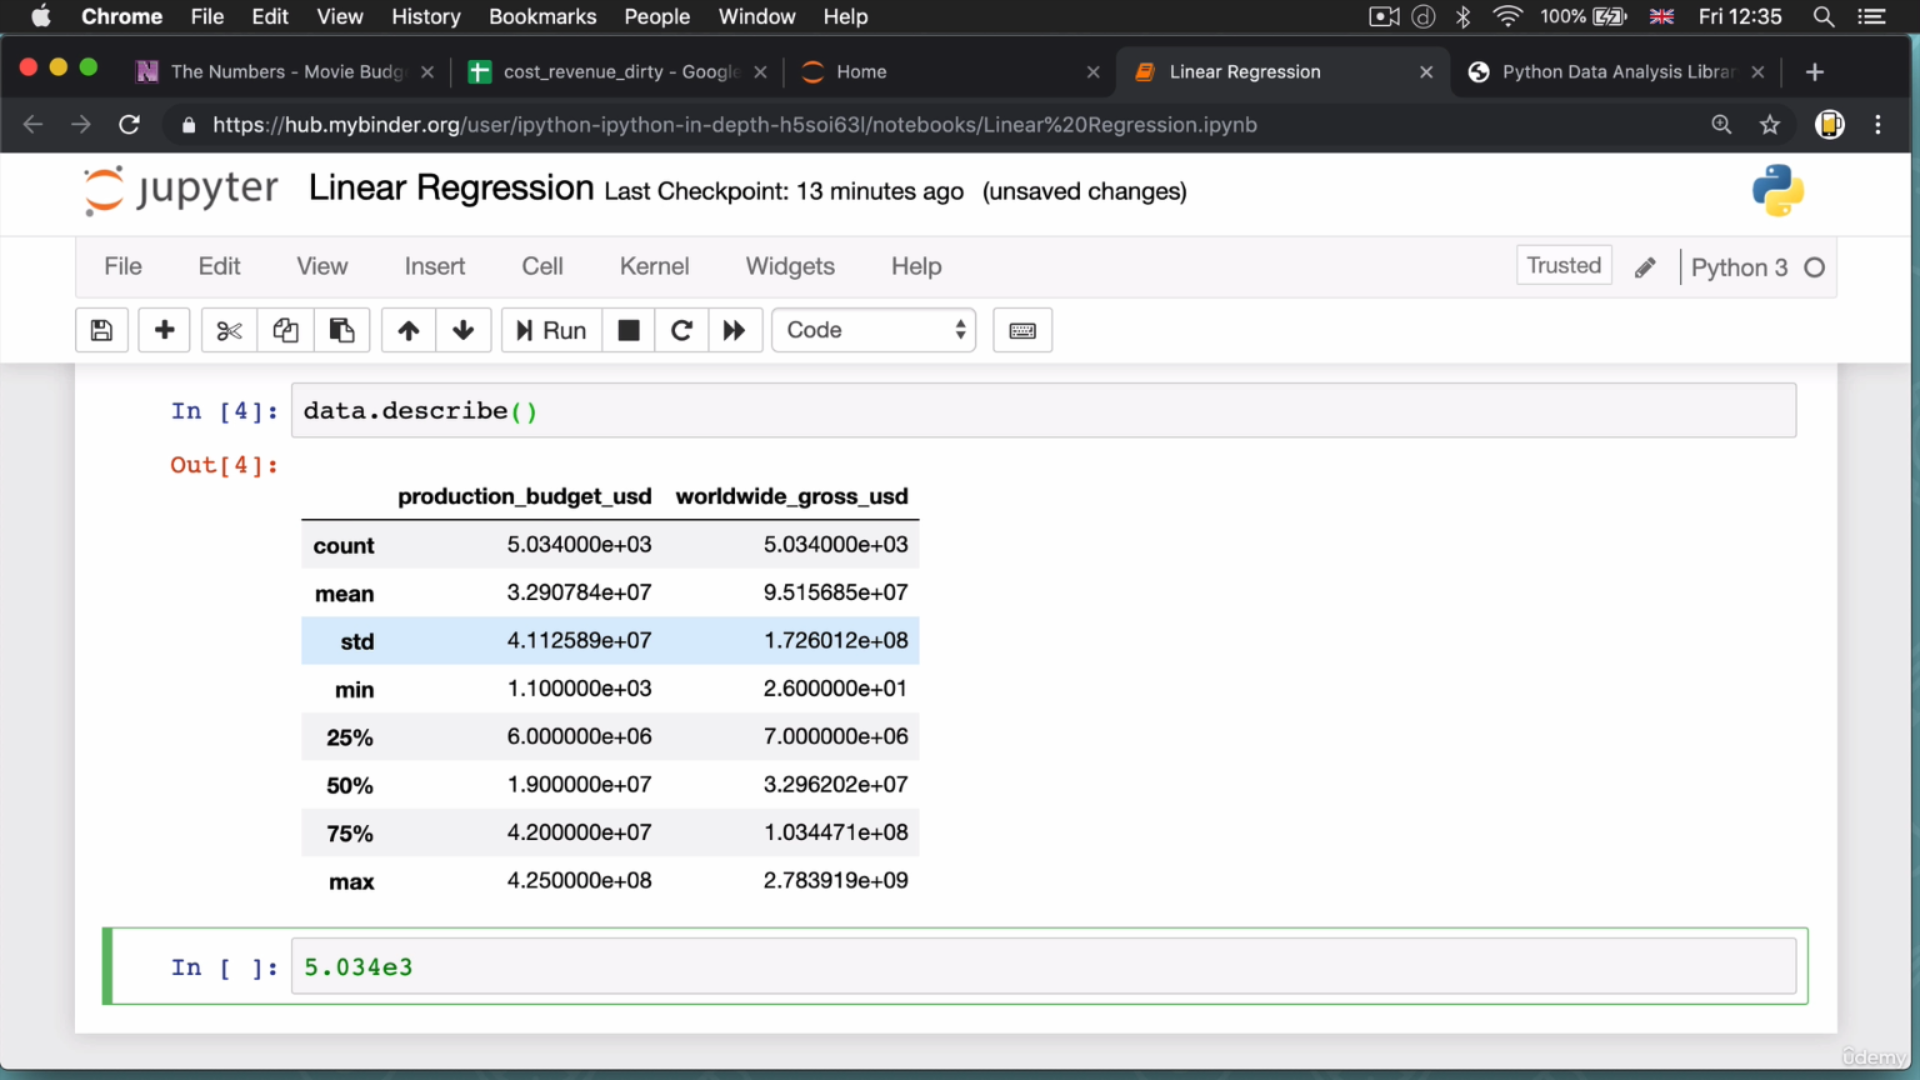 Chrome File Edit View History Bookmarks People Window Help 100% Fri 12:35
The Numbers - Movie Budg cost_revenue_dirty - Google Home Linear Regression Python Data Analysis Librar
https://hub.mybinder.org/user/ipython-ipython-in-depth-h5soi63l/notebooks/Linear%20Regression.ipynb
jupyter Linear Regression Last Checkpoint: 13 minutes ago (unsaved changes)
File Edit View Insert Cell Kernel Widgets Help Trusted Python 3
Run Code
In [4]: data.describe()
Out[4]:
production_budget_usd worldwide_gross_usd
count 5.034000e+03 5.034000e+03
mean 3.290784e+07 9.515685e+07
std 4.112589e+07 1.726012e+08
min 1.100000e+03 2.600000e+01
25% 6.000000e+06 7.000000e+06
50% 1.900000e+07 3.296202e+07
75% 4.200000e+07 1.034471e+08
max 4.250000e+08 2.783919e+09
In [ ]: 5.034e3
ûdemy